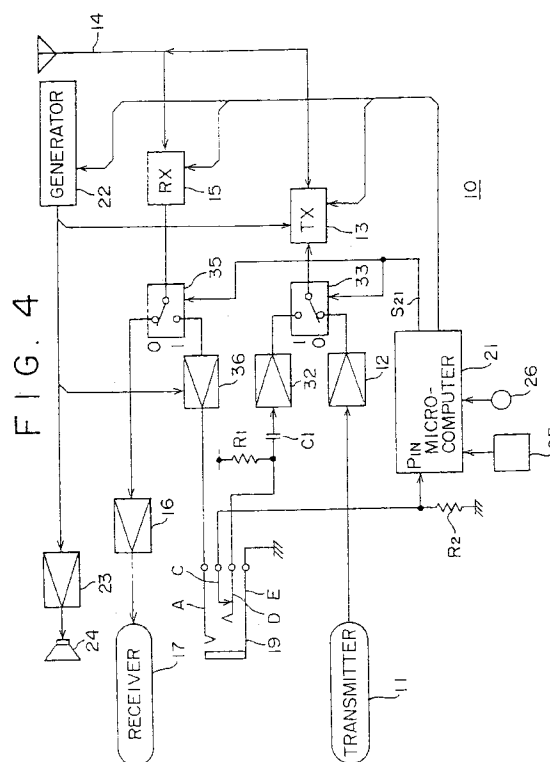 FIG. 4
14
GENERATOR
22
RX
15
TX
13
10
35
0
1
33
1
0
S21
36
32
12
R1
C1
PIN
MICRO-
COMPUTER
21
26
R2
23
24
16
17
RECEIVER
A
C
D
E
19
TRANSMITTER
11